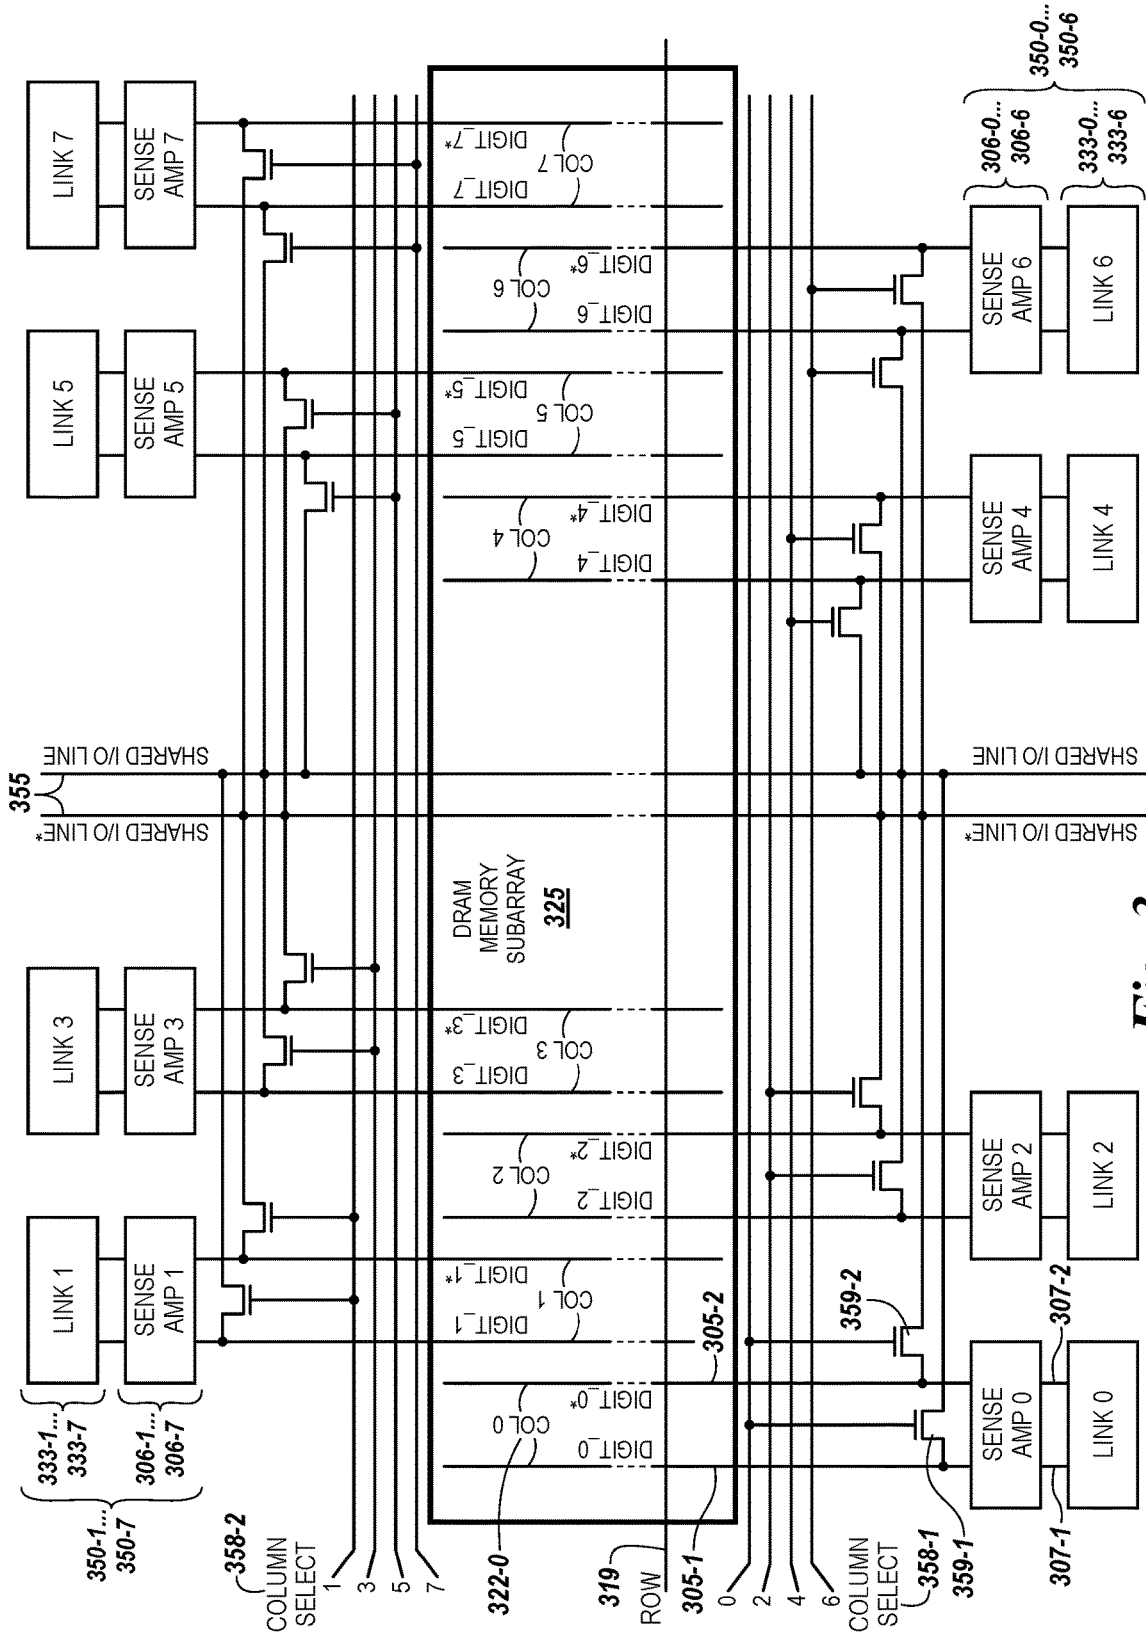 350-1...
350-7
333-1...
333-7
306-1...
306-7
LINK 1
SENSE
AMP 1
LINK 3
SENSE
AMP 3
LINK 5
SENSE
AMP 5
LINK 7
SENSE
AMP 7
355
SHARED I/O LINE*
SHARED I/O LINE
358-2
COLUMN
SELECT
1
3
5
7
322-0
COL 0
DIGIT_0
DIGIT_0*
COL 1
DIGIT_1
DIGIT_1*
COL 2
DIGIT_2
DIGIT_2*
COL 3
DIGIT_3
DIGIT_3*
DRAM
MEMORY
SUBARRAY
325
COL 4
DIGIT_4
DIGIT_4*
COL 5
DIGIT_5
DIGIT_5*
COL 6
DIGIT_6
DIGIT_6*
COL 7
DIGIT_7
DIGIT_7*
319
ROW
305-1
305-2
0
2
4
6
COLUMN
SELECT
358-1
359-1
359-2
SHARED I/O LINE*
SHARED I/O LINE
307-1
307-2
SENSE
AMP 0
LINK 0
SENSE
AMP 2
LINK 2
SENSE
AMP 4
LINK 4
SENSE
AMP 6
LINK 6
306-0...
306-6
333-0...
333-6
350-0...
350-6